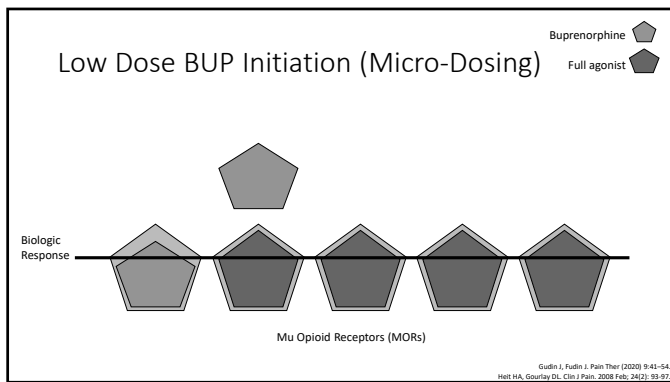 Buprenorphine
Low Dose BUP Initiation (Micro-Dosing)
Full agonist
Biologic
Response
Mu Opioid Receptors (MORs)
Gudin J, Fudin J. Pain Ther (2020) 9:41–54.
Heit HA, Gourlay DL. Clin J Pain. 2008 Feb; 24(2): 93-97.